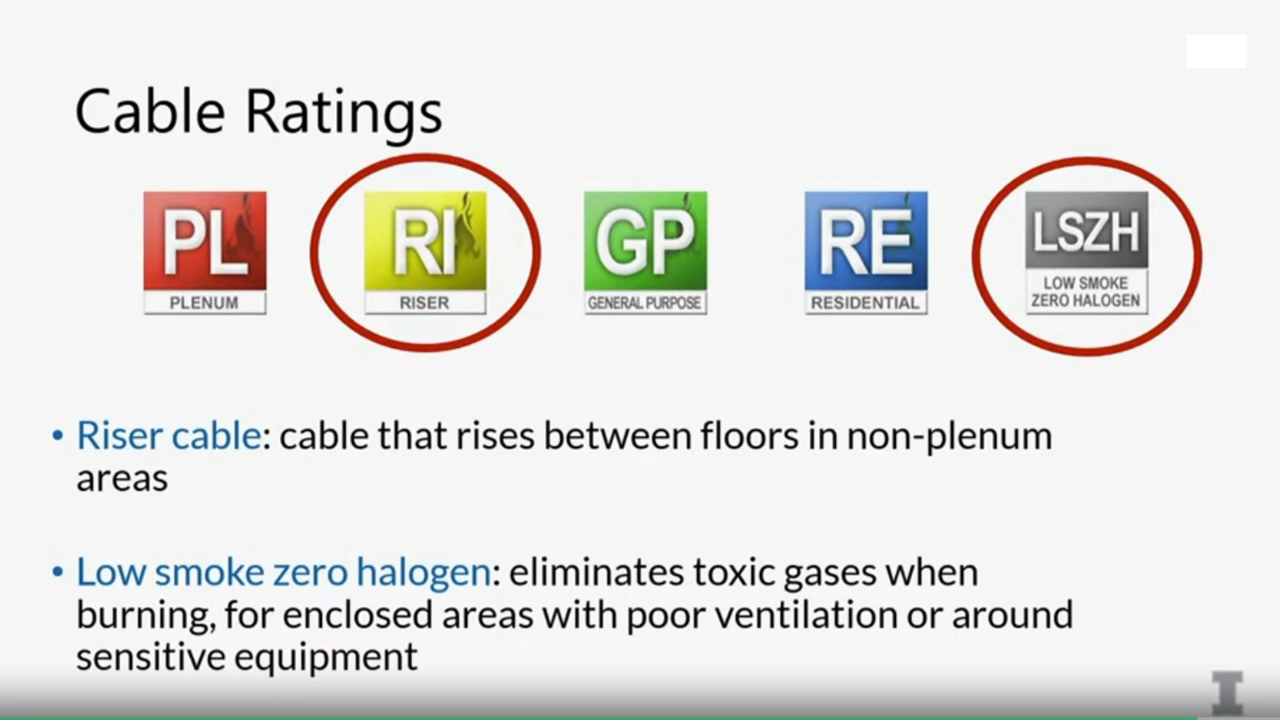 Cable Ratings
PL
PLENUM
RI
RISER
GP
GENERAL PURPOSE
RE
RESIDENTIAL
LSZH
LOW SMOKE
ZERO HALOGEN
• Riser cable: cable that rises between floors in non-plenum
areas
• Low smoke zero halogen: eliminates toxic gases when
burning, for enclosed areas with poor ventilation or around
sensitive equipment
I